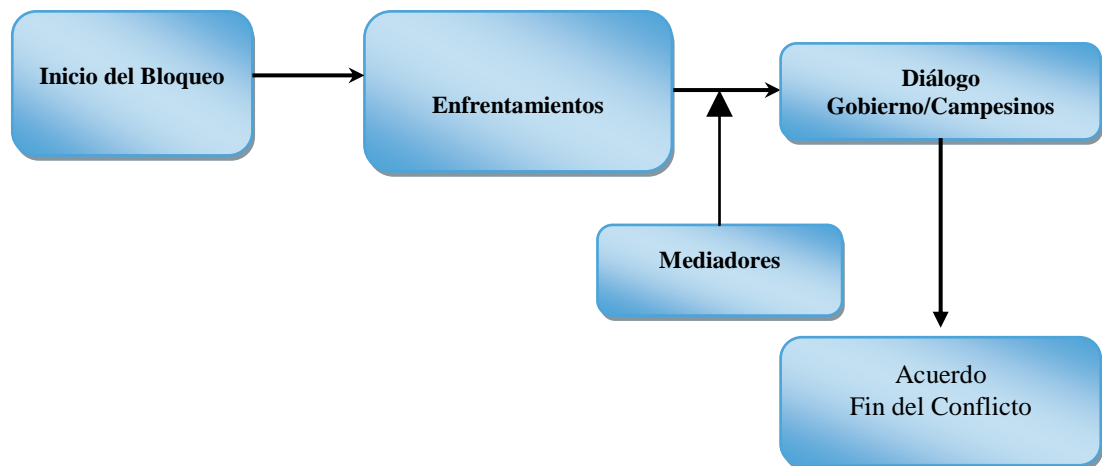 Inicio del Bloqueo
Enfrentamientos
Diálogo
Gobierno/Campesinos
Mediadores
Acuerdo
Fin del Conflicto